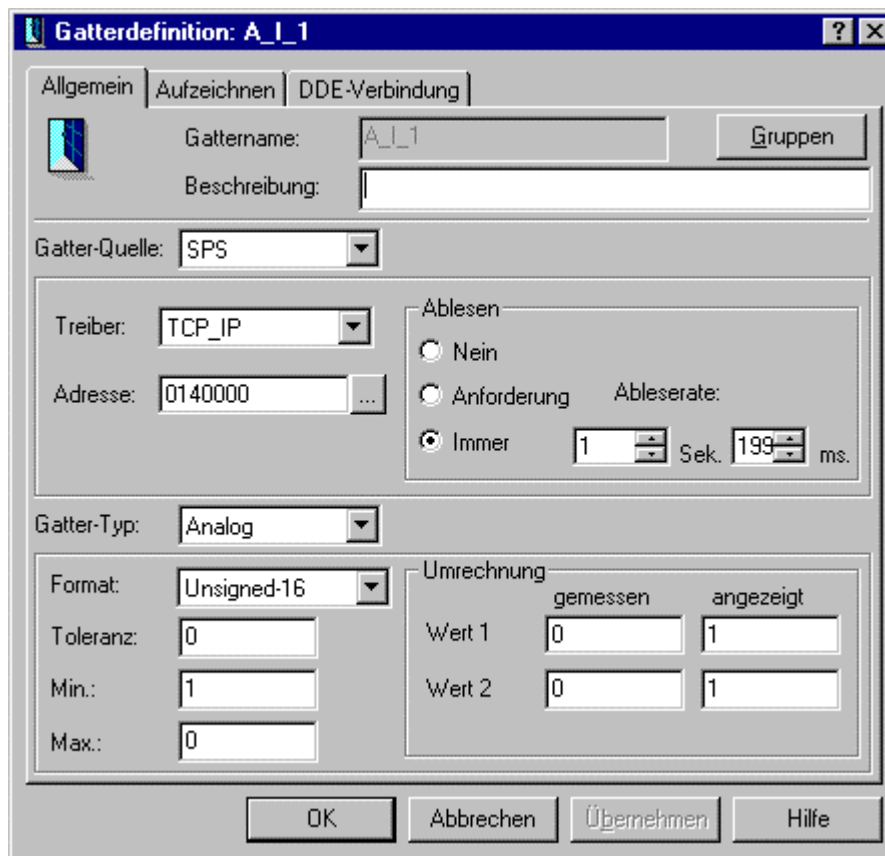 Gatterdefinition: A_I_1
Allgemein Aufzeichnen DDE-Verbindung
Gattername: A_I_1 Gruppen
Beschreibung:
Gatter-Quelle: SPS
Treiber: TCP_IP
Adresse: 0140000 ...
Ablesen
Nein
Anforderung Ableserate:
Immer 1 Sek. 199 ms.
Gatter-Typ: Analog
Format: Unsigned-16
Toleranz: 0
Min.: 1
Max.: 0
Umrechnung
gemessen angezeigt
Wert 1 0 1
Wert 2 0 1
OK Abbrechen Übernehmen Hilfe